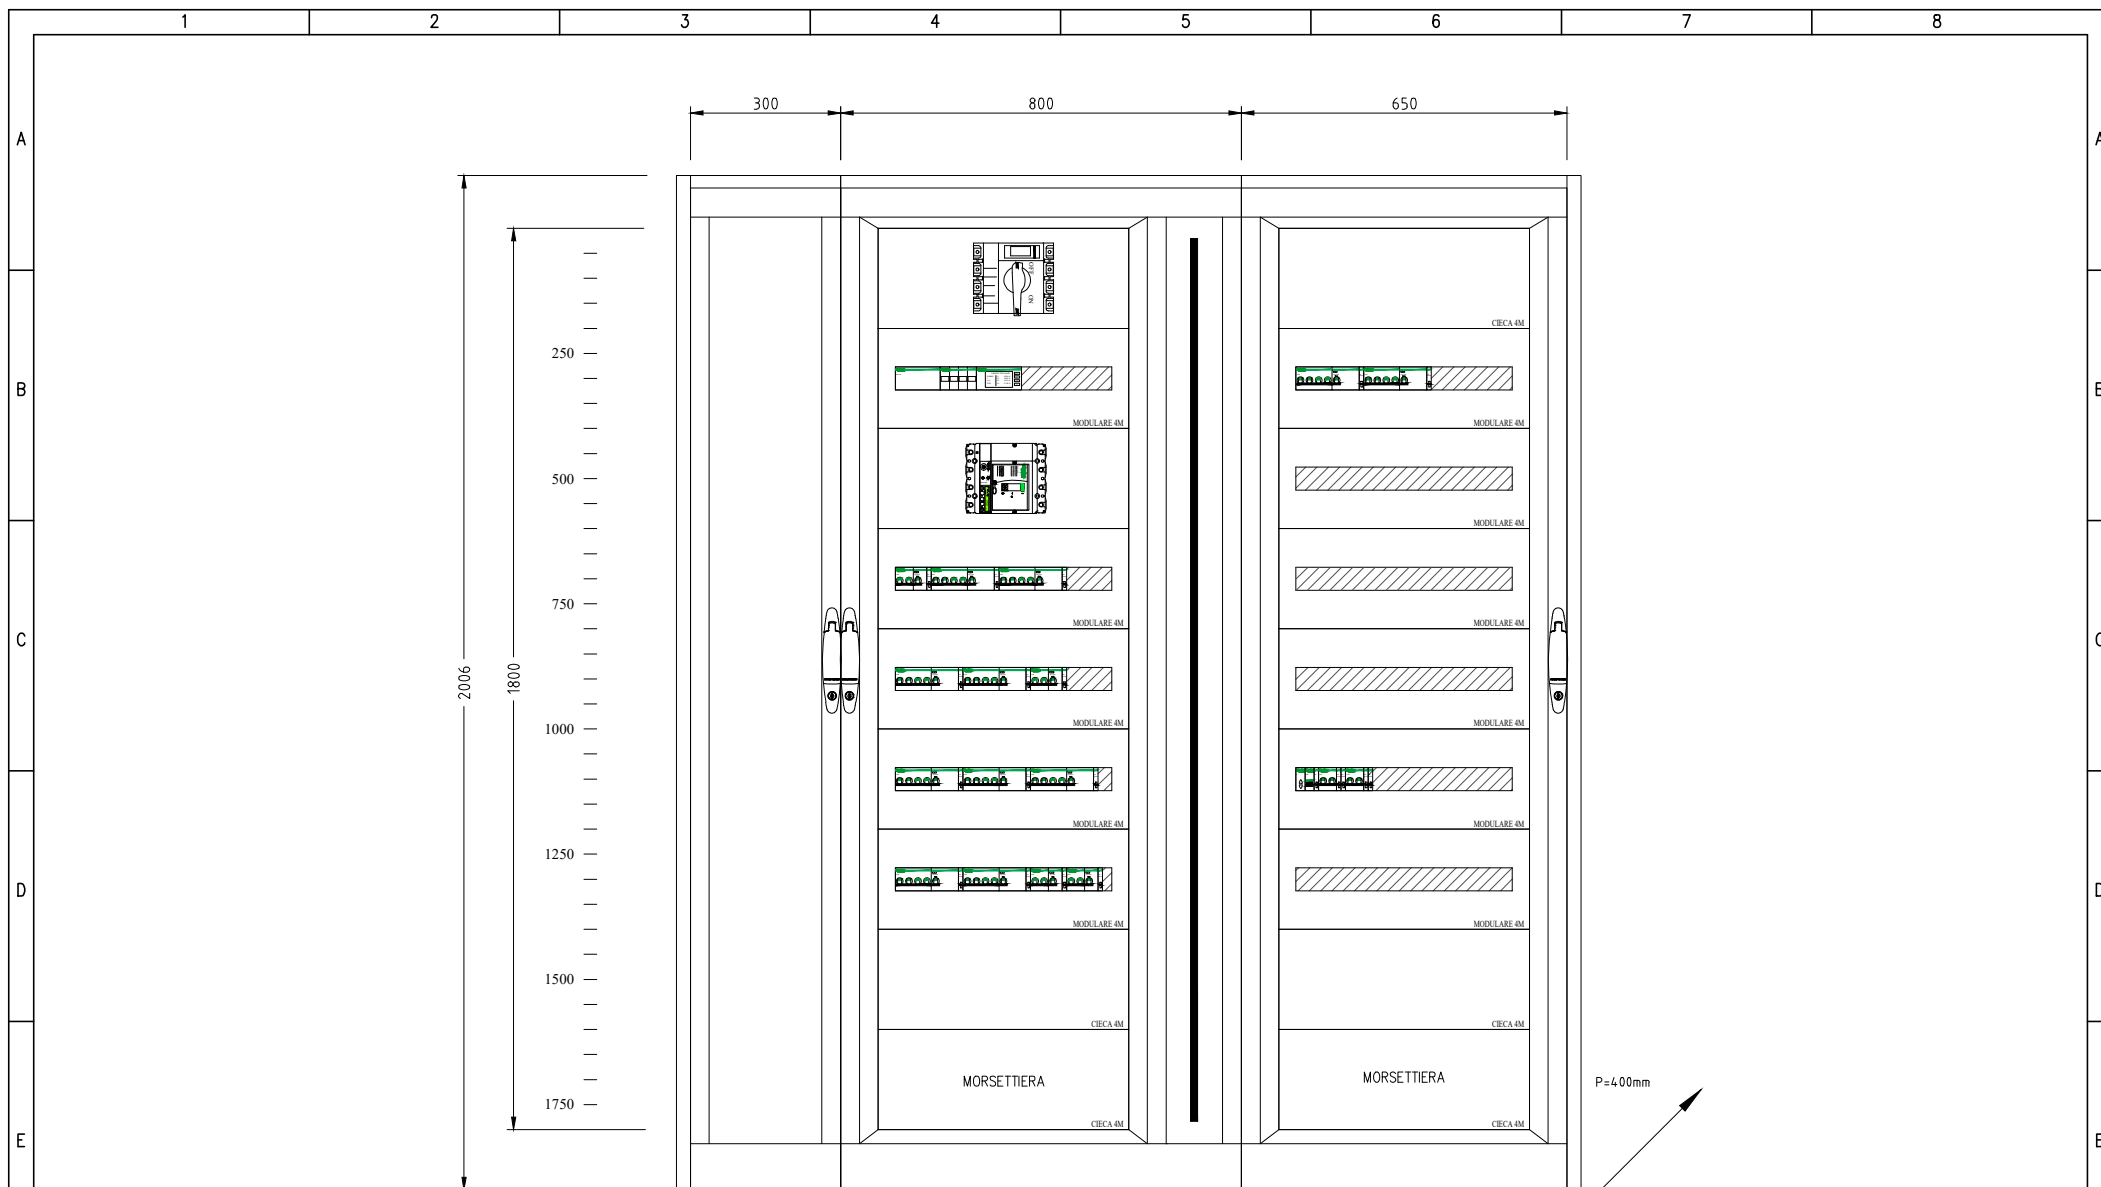 1 2 3 4 5 6 7 8
300 800 650
A A
OFF
ON
CIECA 4M
250
B B
MODULARE 4M MODULARE 4M
500
MODULARE 4M
750
MODULARE 4M MODULARE 4M
C C
2006 1800
1000
MODULARE 4M MODULARE 4M
MODULARE 4M MODULARE 4M
1250
D D
MODULARE 4M MODULARE 4M
1500
CIECA 4M CIECA 4M
MORSETTIERA MORSETTIERA
P=400mm
1750
CIECA 4M CIECA 4M
E E